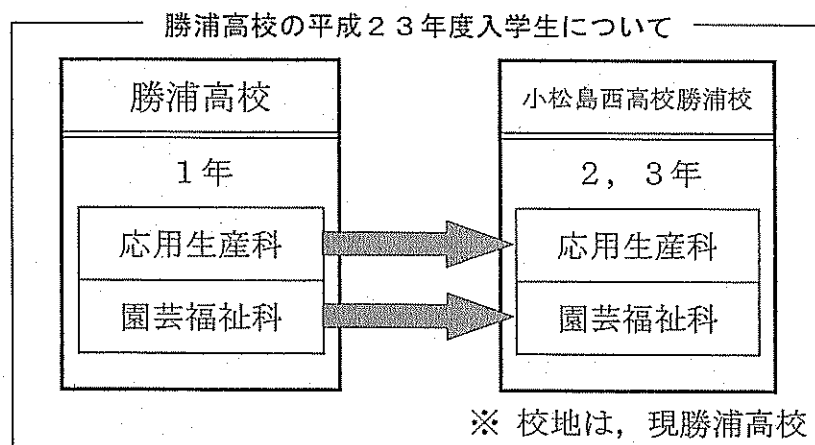 勝浦高校の平成２３年度入学生について
勝浦高校
1年
応用生産科
園芸福祉科
小松島西高校勝浦校
2，3年
応用生産科
園芸福祉科
※ 校地は，現勝浦高校